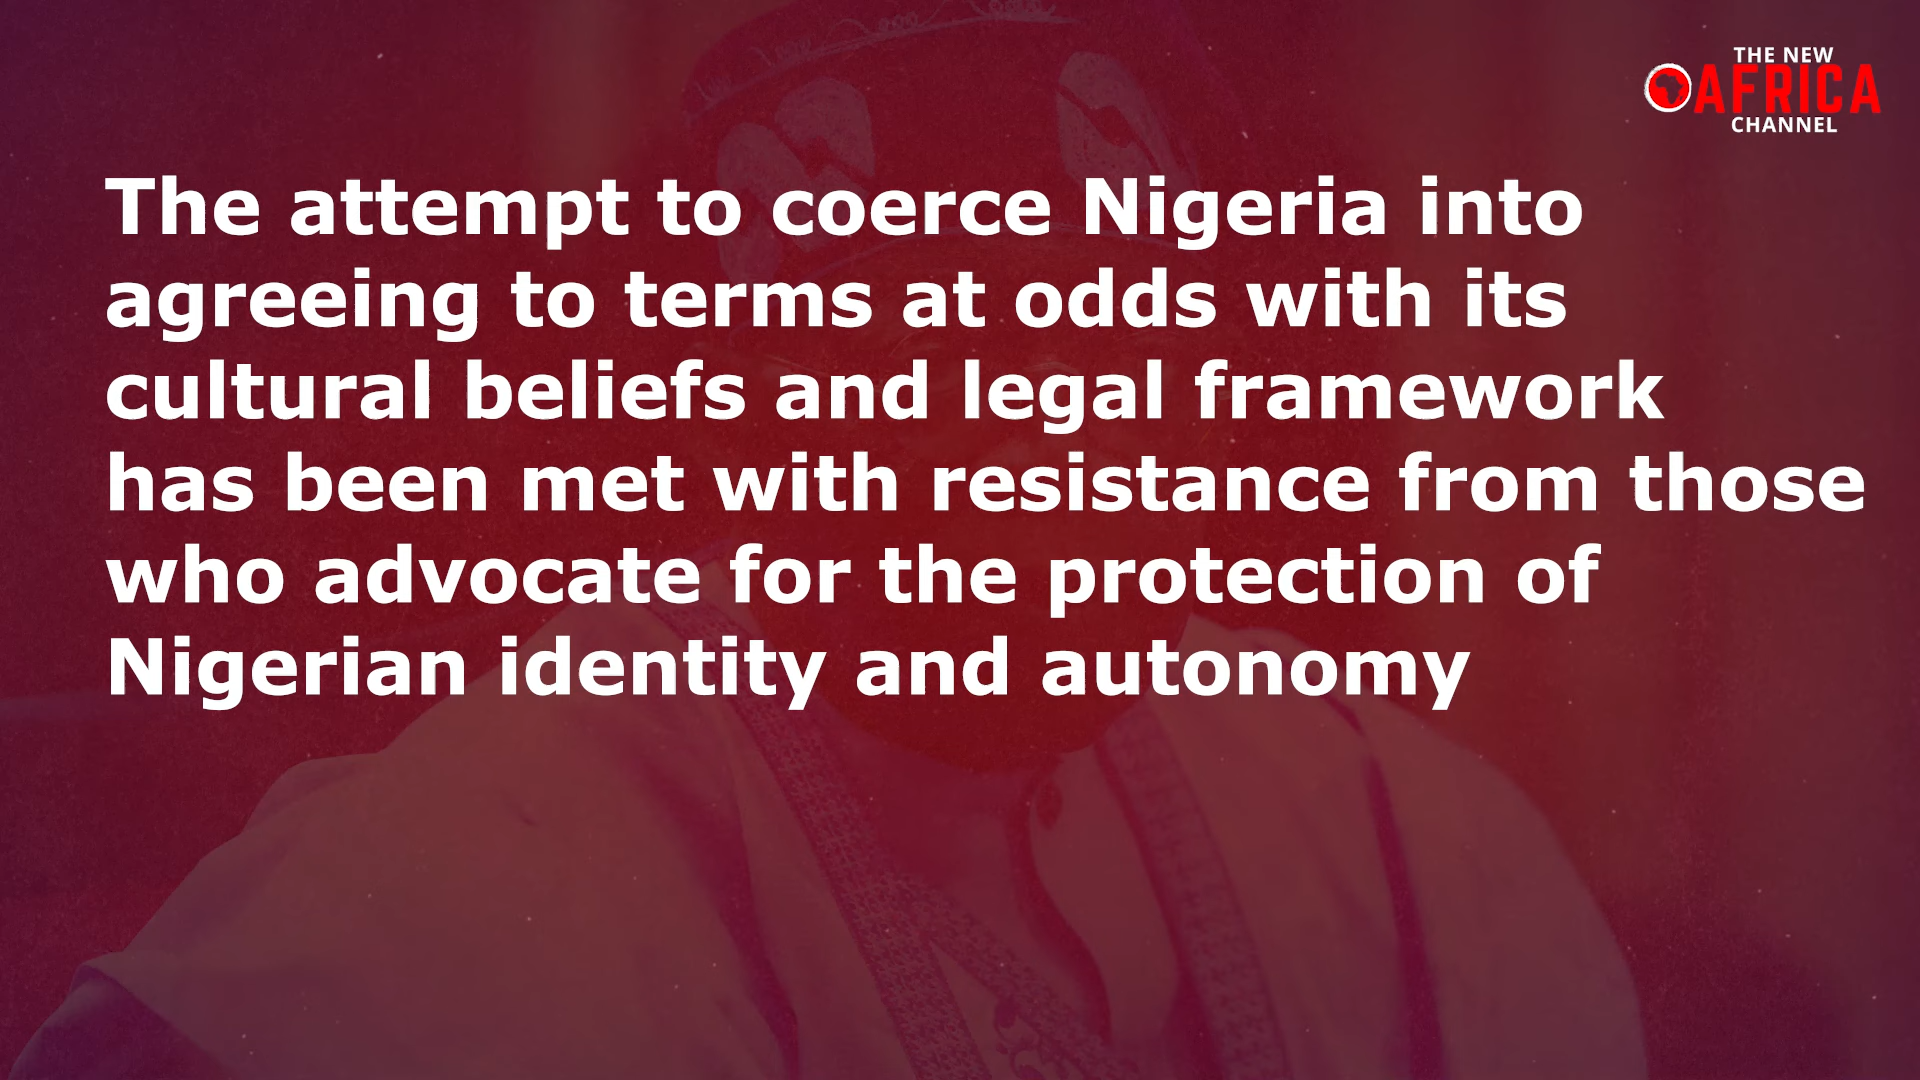 THE NEW
AFRICA
CHANNEL
The attempt to coerce Nigeria into
agreeing to terms at odds with its
cultural beliefs and legal framework
has been met with resistance from those
who advocate for the protection of
Nigerian identity and autonomy